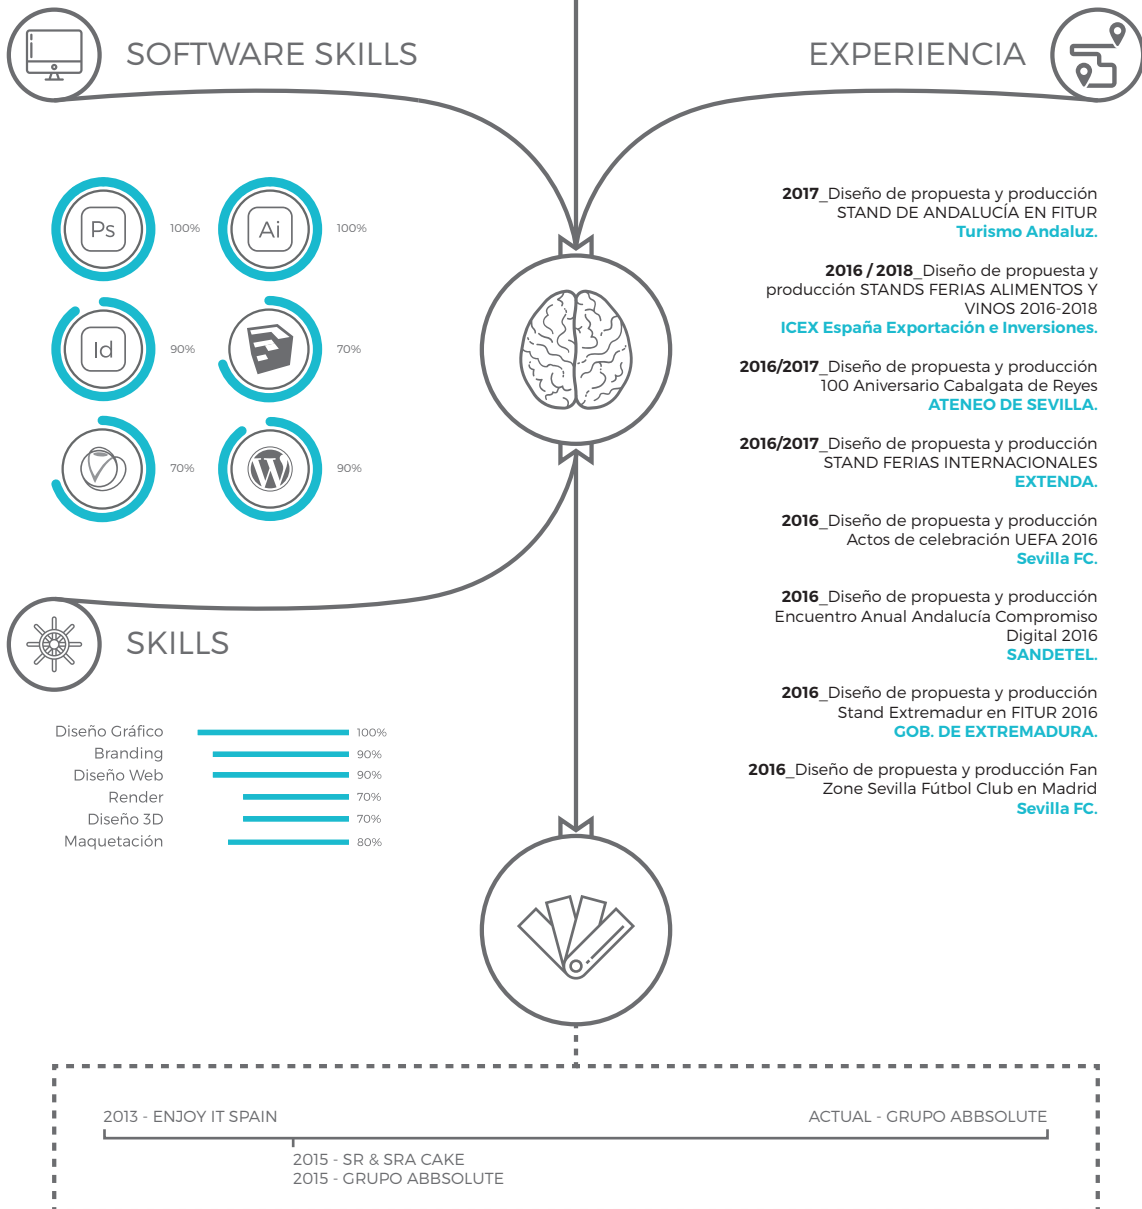 SOFTWARE SKILLS
Ps
100%
Ai
100%
Id
90%
70%
70%
90%
SKILLS
Diseño Gráfico 100%
Branding 90%
Diseño Web 90%
Render 70%
Diseño 3D 70%
Maquetación 80%
EXPERIENCIA
2017_Diseño de propuesta y producción
STAND DE ANDALUCÍA EN FITUR
Turismo Andaluz.
2016 / 2018_Diseño de propuesta y
producción STANDS FERIAS ALIMENTOS Y
VINOS 2016-2018
ICEX España Exportación e Inversiones.
2016/2017_Diseño de propuesta y producción
100 Aniversario Cabalgata de Reyes
ATENEO DE SEVILLA.
2016/2017_Diseño de propuesta y producción
STAND FERIAS INTERNACIONALES
EXTENDA.
2016_Diseño de propuesta y producción
Actos de celebración UEFA 2016
Sevilla FC.
2016_Diseño de propuesta y producción
Encuentro Anual Andalucía Compromiso
Digital 2016
SANDETEL.
2016_Diseño de propuesta y producción
Stand Extremadur en FITUR 2016
GOB. DE EXTREMADURA.
2016_Diseño de propuesta y producción Fan
Zone Sevilla Fútbol Club en Madrid
Sevilla FC.
2013 - ENJOY IT SPAIN
ACTUAL - GRUPO ABBSOLUTE
2015 - SR & SRA CAKE
2015 - GRUPO ABBSOLUTE